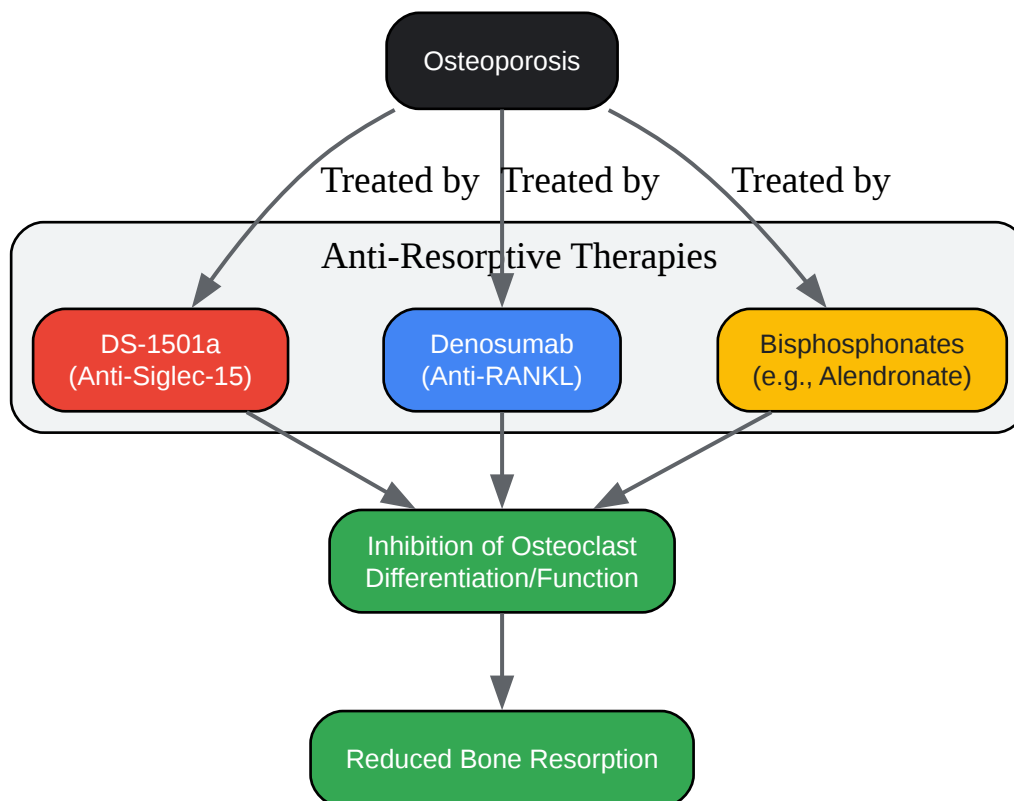 Osteoporosis
Treated by
Treated by
Treated by
Anti-Resorptive Therapies
DS-1501a
(Anti-Siglec-15)
Denosumab
(Anti-RANKL)
Bisphosphonates
(e.g., Alendronate)
Inhibition of Osteoclast
Differentiation/Function
Reduced Bone Resorption